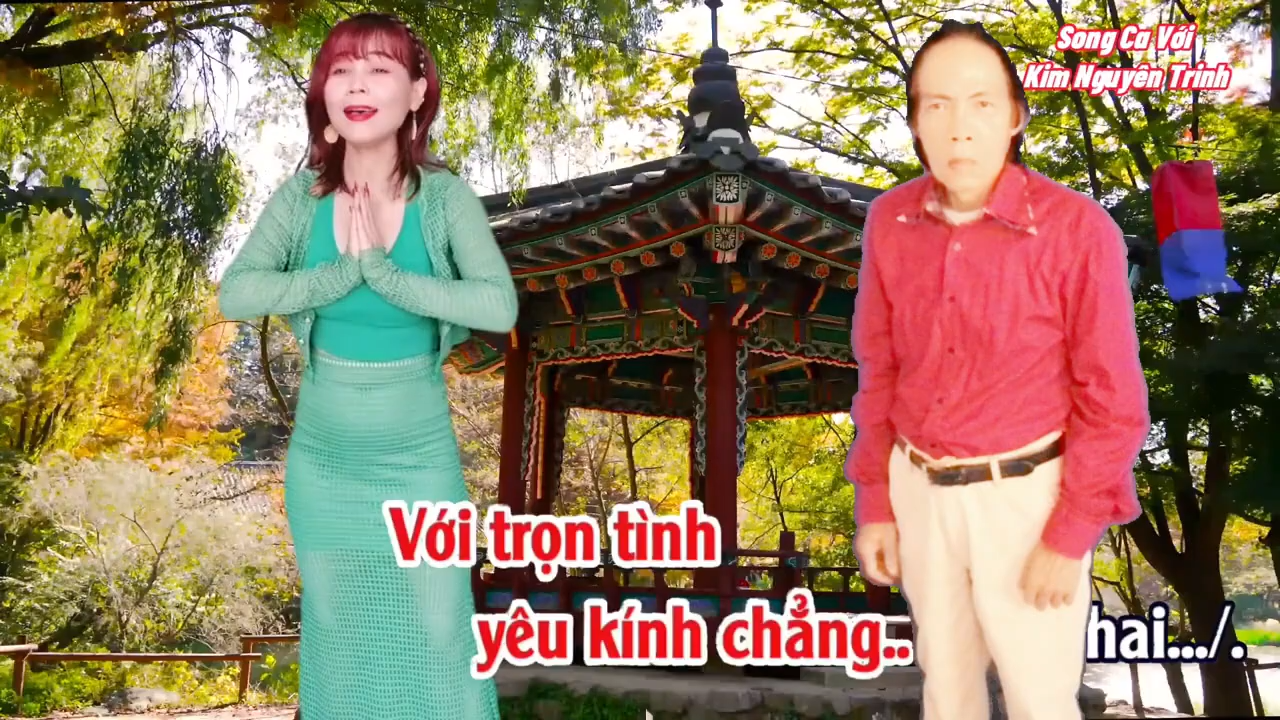 Song Ca Với
Kim Nguyên Trinh
Với trọn tình
yêu kính chẳng.. hai.../.